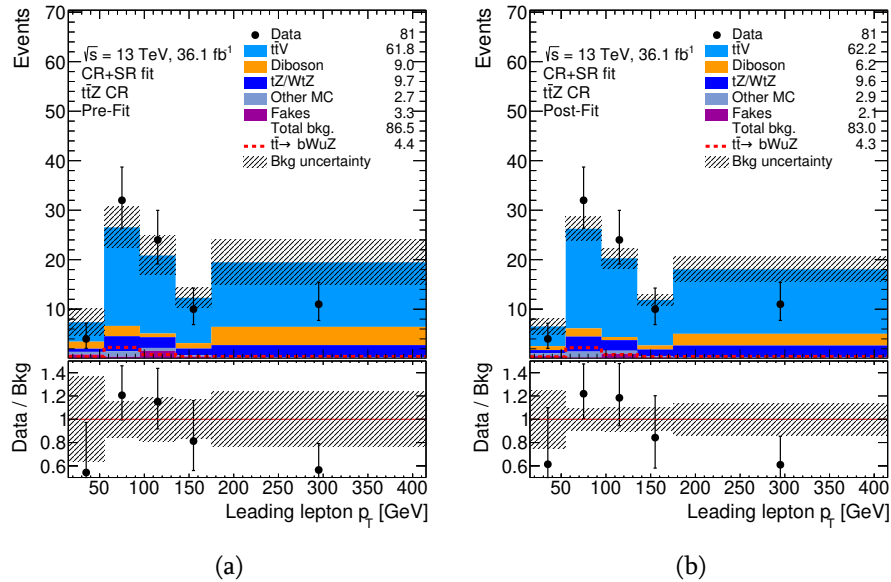 Events
70
60
50
40
30
20
10
√s = 13 TeV, 36.1 fb⁻¹
CR+SR fit
tt̄Z CR
Pre-Fit
Data 81
tt̄V 61.8
Diboson 9.0
tZ/WtZ 9.7
Other MC 2.7
Fakes 3.3
Total bkg. 86.5
tt̄→ bWuZ 4.4
Bkg uncertainty
Data / Bkg
1.4
1.2
1
0.8
0.6
50 100 150 200 250 300 350 400
Leading lepton p_T [GeV]
(a)
Events
70
60
50
40
30
20
10
√s = 13 TeV, 36.1 fb⁻¹
CR+SR fit
tt̄Z CR
Post-Fit
Data 81
tt̄V 62.2
Diboson 6.2
tZ/WtZ 9.6
Other MC 2.9
Fakes 2.1
Total bkg. 83.0
tt̄→ bWuZ 4.3
Bkg uncertainty
Data / Bkg
1.4
1.2
1
0.8
0.6
50 100 150 200 250 300 350 400
Leading lepton p_T [GeV]
(b)